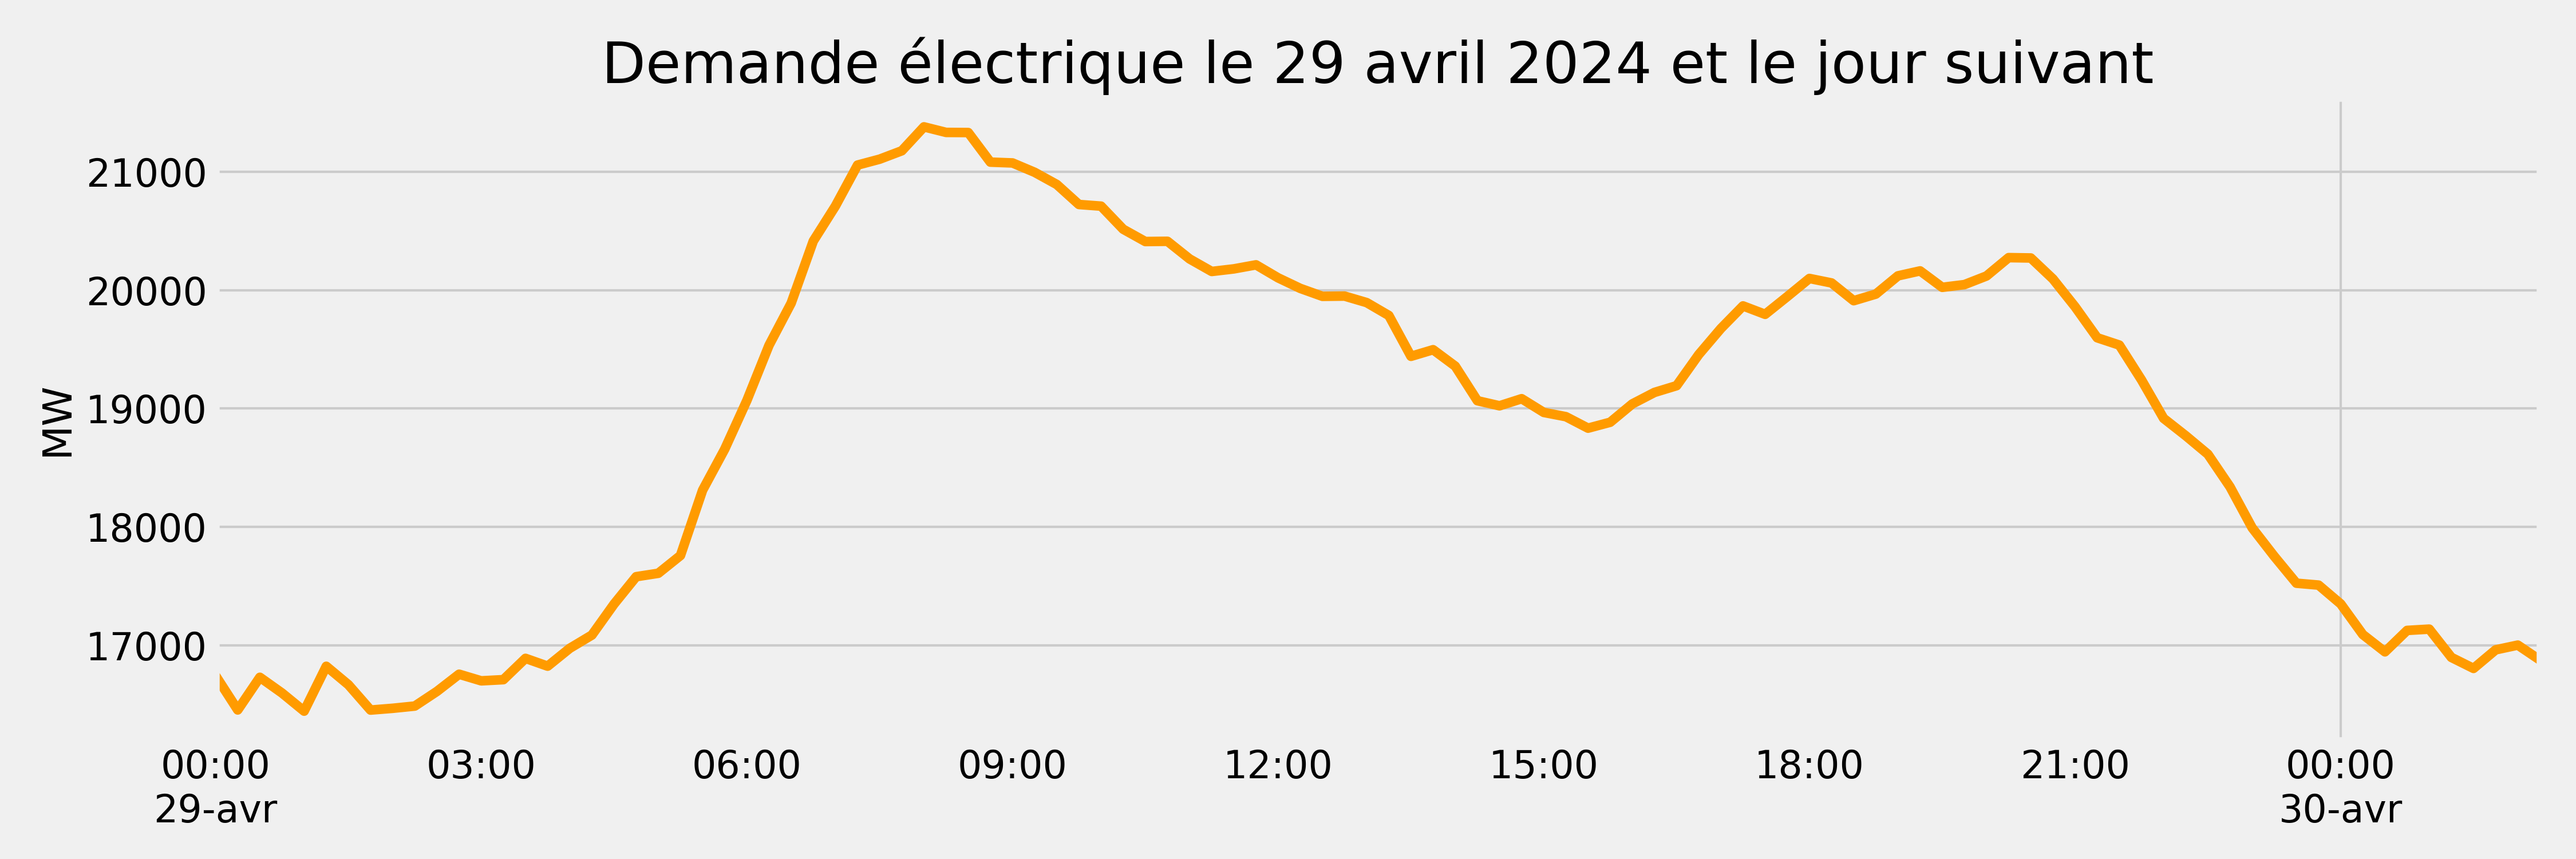 Demande électrique le 29 avril 2024 et le jour suivant
MW
21000
20000
19000
18000
17000
00:00 03:00 06:00 09:00 12:00 15:00 18:00 21:00 00:00
29-avr 30-avr